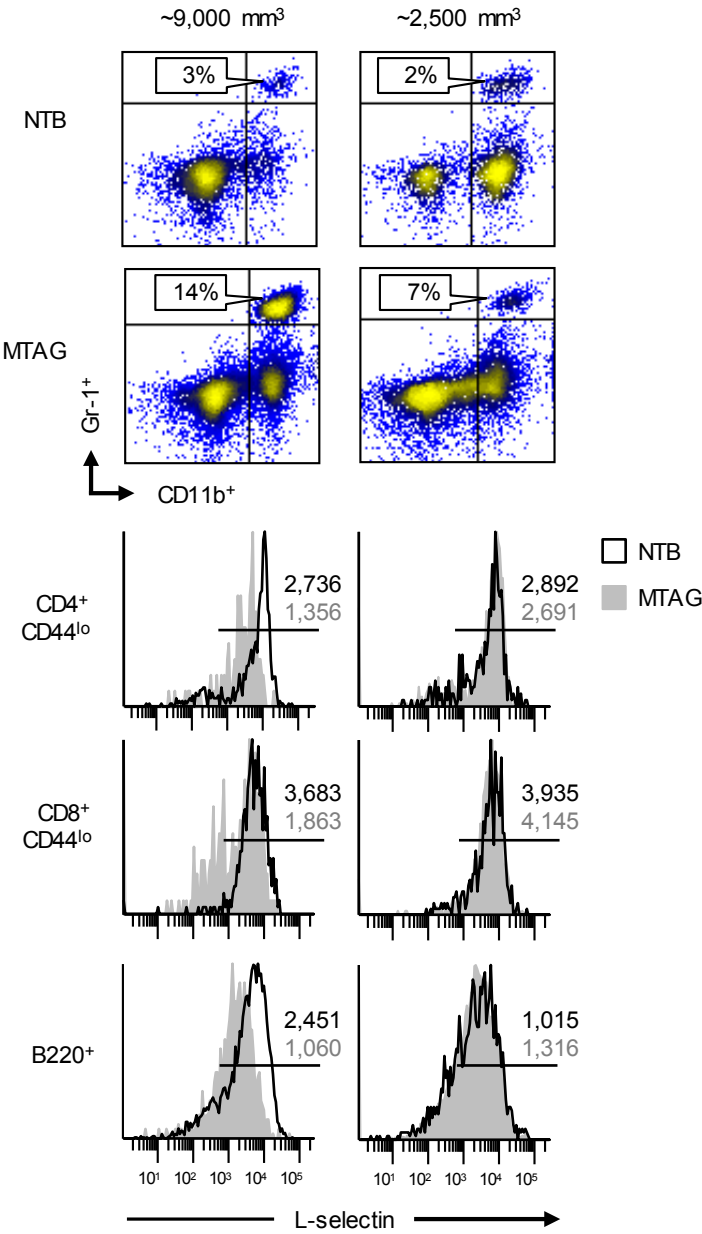 ~9,000 mm³ ~2,500 mm³
3% 2%
NTB
14% 7%
MTAG
Gr-1⁺
CD11b⁺
NTB
MTAG
CD4⁺
CD44ˡᵒ
2,736 2,892
1,356 2,691
CD8⁺
CD44ˡᵒ
3,683 3,935
1,863 4,145
B220⁺
2,451 1,015
1,060 1,316
10¹ 10² 10³ 10⁴ 10⁵ 10¹ 10² 10³ 10⁴ 10⁵
L-selectin